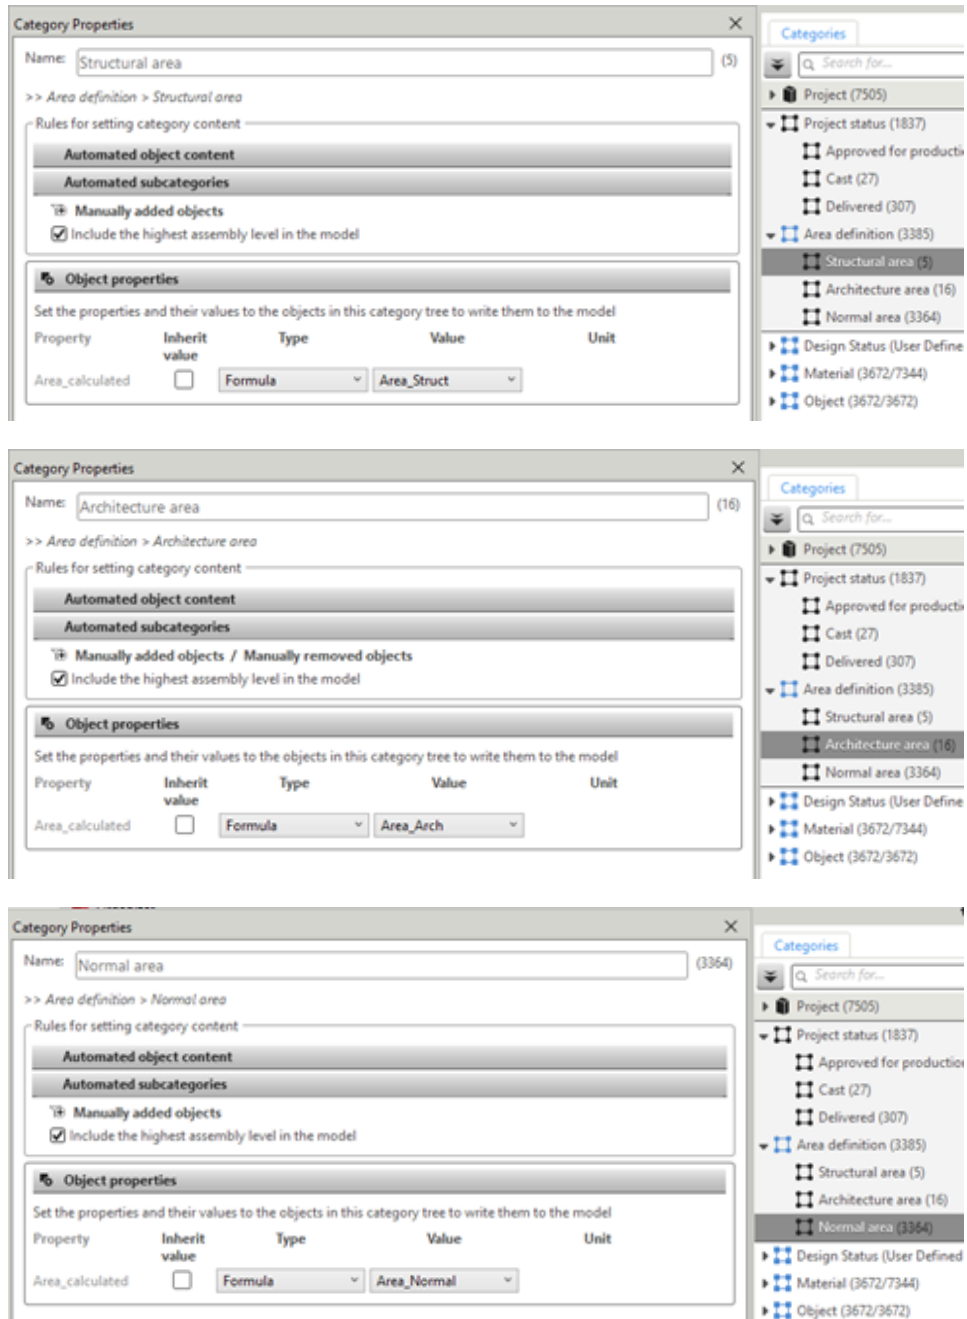 Category Properties
Name: Structural area (5)
>> Area definition > Structural area
Rules for setting category content
Automated object content
Automated subcategories
Manually added objects
Include the highest assembly level in the model
Object properties
Set the properties and their values to the objects in this category tree to write them to the model
Property Inherit value Type Value Unit
Area_calculated Formula Area_Struct
Categories
Search for...
Project (7505)
Project status (1837)
Approved for producti
Cast (27)
Delivered (307)
Area definition (3385)
Structural area (5)
Architecture area (16)
Normal area (3364)
Design Status (User Define
Material (3672/7344)
Object (3672/3672)
Category Properties
Name: Architecture area (16)
>> Area definition > Architecture area
Rules for setting category content
Automated object content
Automated subcategories
Manually added objects / Manually removed objects
Include the highest assembly level in the model
Object properties
Set the properties and their values to the objects in this category tree to write them to the model
Property Inherit value Type Value Unit
Area_calculated Formula Area_Arch
Categories
Search for...
Project (7505)
Project status (1837)
Approved for producti
Cast (27)
Delivered (307)
Area definition (3385)
Structural area (5)
Architecture area (16)
Normal area (3364)
Design Status (User Define
Material (3672/7344)
Object (3672/3672)
Category Properties
Name: Normal area (3364)
>> Area definition > Normal area
Rules for setting category content
Automated object content
Automated subcategories
Manually added objects
Include the highest assembly level in the model
Object properties
Set the properties and their values to the objects in this category tree to write them to the model
Property Inherit value Type Value Unit
Area_calculated Formula Area_Normal
Categories
Search for...
Project (7505)
Project status (1837)
Approved for production
Cast (27)
Delivered (307)
Area definition (3385)
Structural area (5)
Architecture area (16)
Normal area (3364)
Design Status (User Defined
Material (3672/7344)
Object (3672/3672)